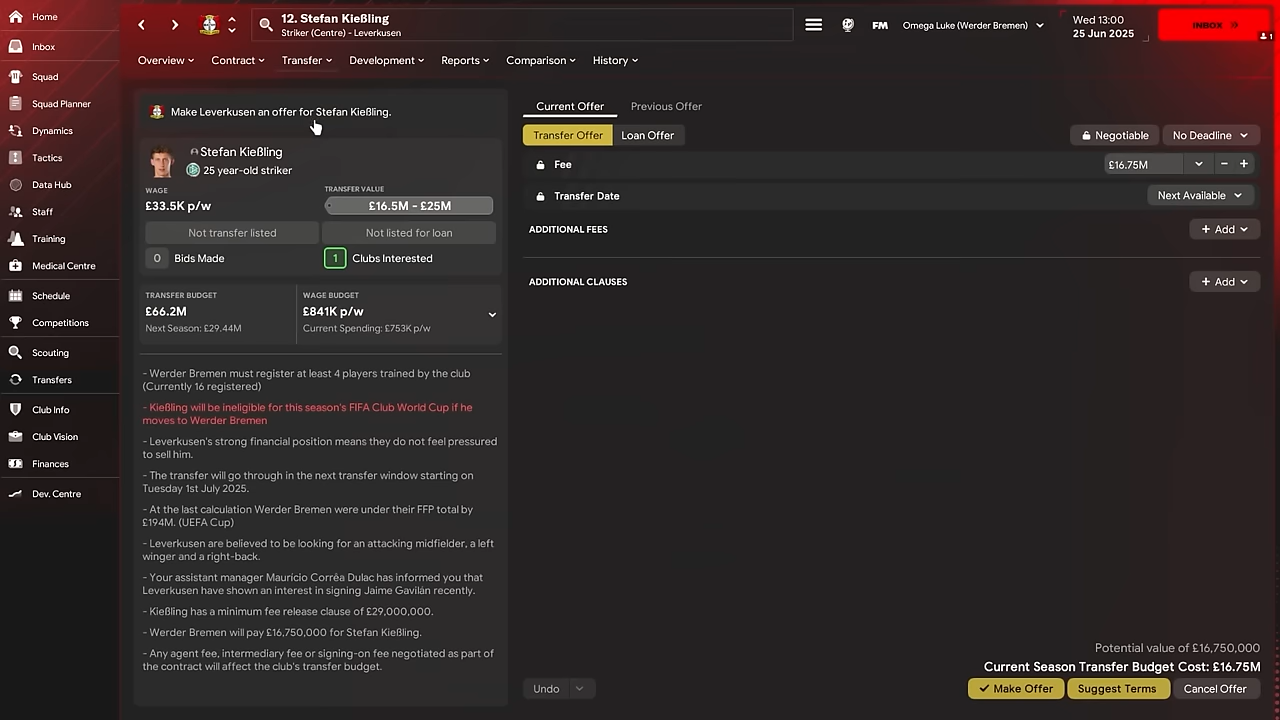 Home
Inbox
Squad
Squad Planner
Dynamics
Tactics
Data Hub
Staff
Training
Medical Centre
Schedule
Competitions
Scouting
Transfers
Club Info
Club Vision
Finances
Dev. Centre
12. Stefan Kießling
Striker (Centre) - Leverkusen
FM
Omega Luke (Werder Bremen)
Wed 13:00
25 Jun 2025
INBOX
1
Overview
Contract
Transfer
Development
Reports
Comparison
History
Make Leverkusen an offer for Stefan Kießling.
Stefan Kießling
25 year-old striker
WAGE
£33.5K p/w
TRANSFER VALUE
£16.5M - £25M
Not transfer listed
Not listed for loan
0 Bids Made
1 Clubs Interested
TRANSFER BUDGET
£66.2M
Next Season: £29.44M
WAGE BUDGET
£841K p/w
Current Spending: £753K p/w
- Werder Bremen must register at least 4 players trained by the club
(Currently 16 registered)
- Kießling will be ineligible for this season's FIFA Club World Cup if he
moves to Werder Bremen
- Leverkusen's strong financial position means they do not feel pressured
to sell him.
- The transfer will go through in the next transfer window starting on
Tuesday 1st July 2025.
- At the last calculation Werder Bremen were under their FFP total by
£194M. (UEFA Cup)
- Leverkusen are believed to be looking for an attacking midfielder, a left
winger and a right-back.
- Your assistant manager Maurício Corrêa Dulac has informed you that
Leverkusen have shown an interest in signing Jaime Gavilán recently.
- Kießling has a minimum fee release clause of £29,000,000.
- Werder Bremen will pay £16,750,000 for Stefan Kießling.
- Any agent fee, intermediary fee or signing-on fee negotiated as part of
the contract will affect the club's transfer budget.
Current Offer
Previous Offer
Transfer Offer
Loan Offer
Negotiable
No Deadline
Fee
£16.75M
Transfer Date
Next Available
ADDITIONAL FEES
+ Add
ADDITIONAL CLAUSES
+ Add
Potential value of £16,750,000
Current Season Transfer Budget Cost: £16.75M
Undo
Make Offer
Suggest Terms
Cancel Offer